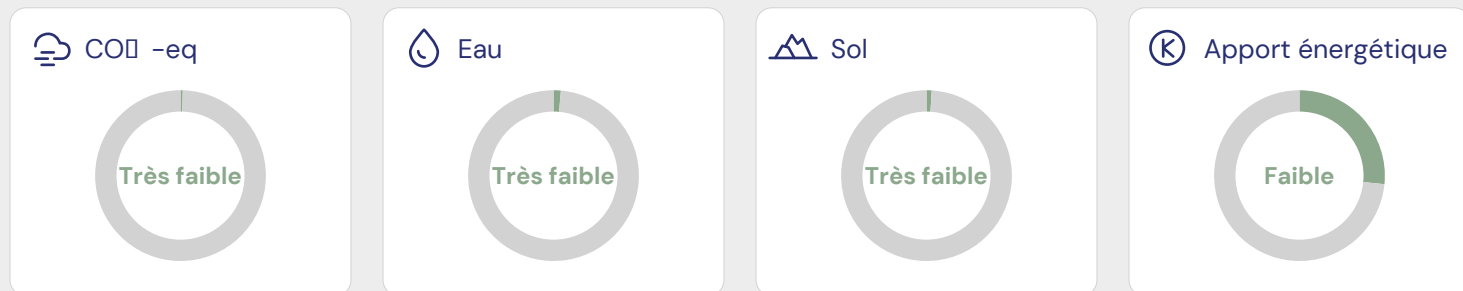 CO▯ -eq
Eau
Sol
Apport énergétique
Très faible
Très faible
Très faible
Faible